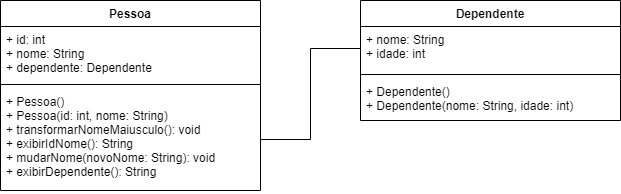 Pessoa
+ id: int
+ nome: String
+ dependente: Dependente
+ Pessoa()
+ Pessoa(id: int, nome: String)
+ transformarNomeMaiusculo(): void
+ exibirIdNome(): String
+ mudarNome(novoNome: String): void
+ exibirDependente(): String
Dependente
+ nome: String
+ idade: int
+ Dependente()
+ Dependente(nome: String, idade: int)